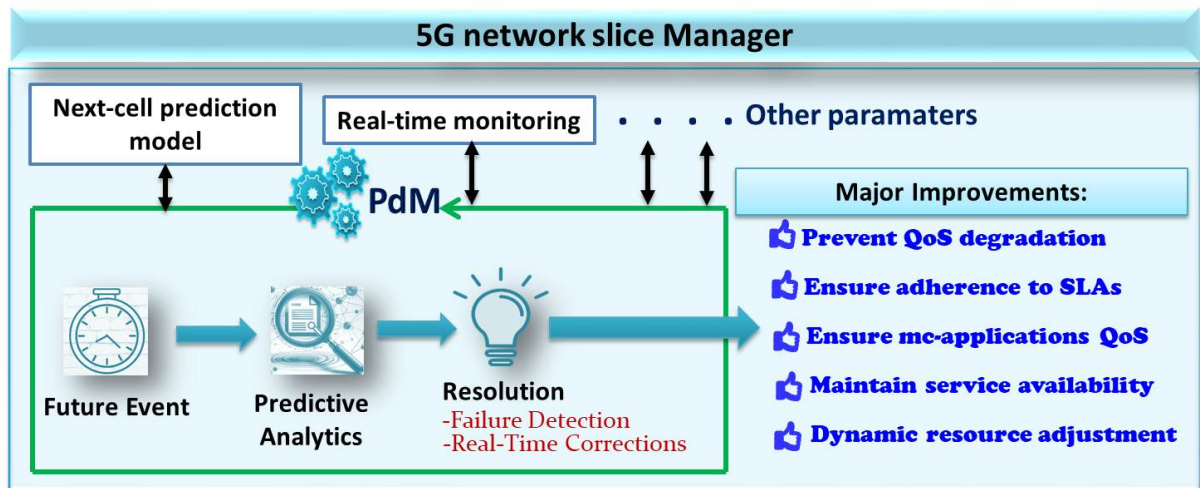 5G network slice Manager
Next-cell prediction
model
Real-time monitoring
. . . . Other paramaters
PdM
Major Improvements:
Prevent QoS degradation
Ensure adherence to SLAs
Ensure mc-applications QoS
Maintain service availability
Dynamic resource adjustment
Future Event
Predictive
Analytics
Resolution
-Failure Detection
-Real-Time Corrections